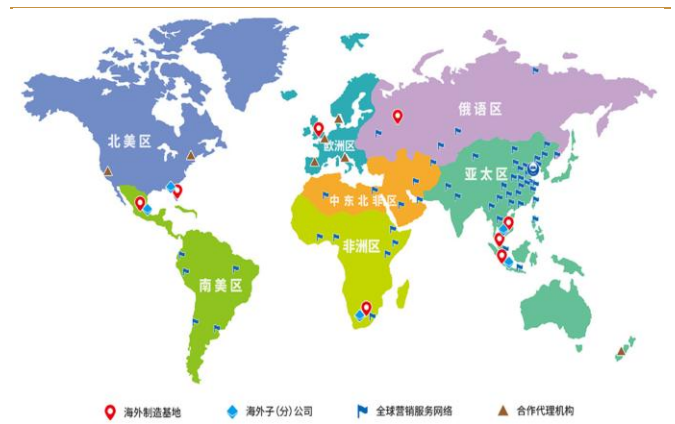 北美区
俄语区
欧洲区
亚太区
中东北非区
非洲区
南美区
海外制造基地
海外子(分)公司
全球营销服务网络
合作代理机构